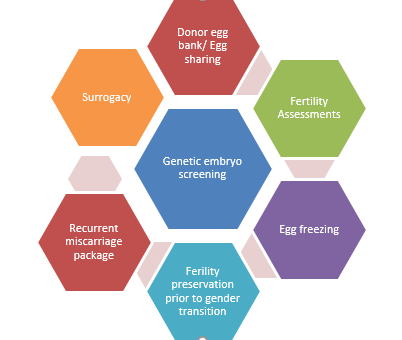 Donor egg
bank/ Egg
sharing
Surrogacy
Fertility
Assessments
Genetic embryo
screening
Recurrent
miscarriage
package
Egg freezing
Ferility
preservation
prior to gender
transition